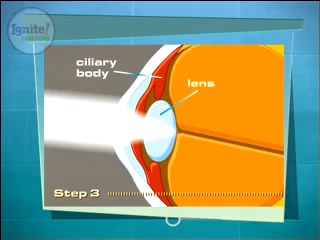 Ignite!
LEARNING
ciliary
body
lens
Step 3